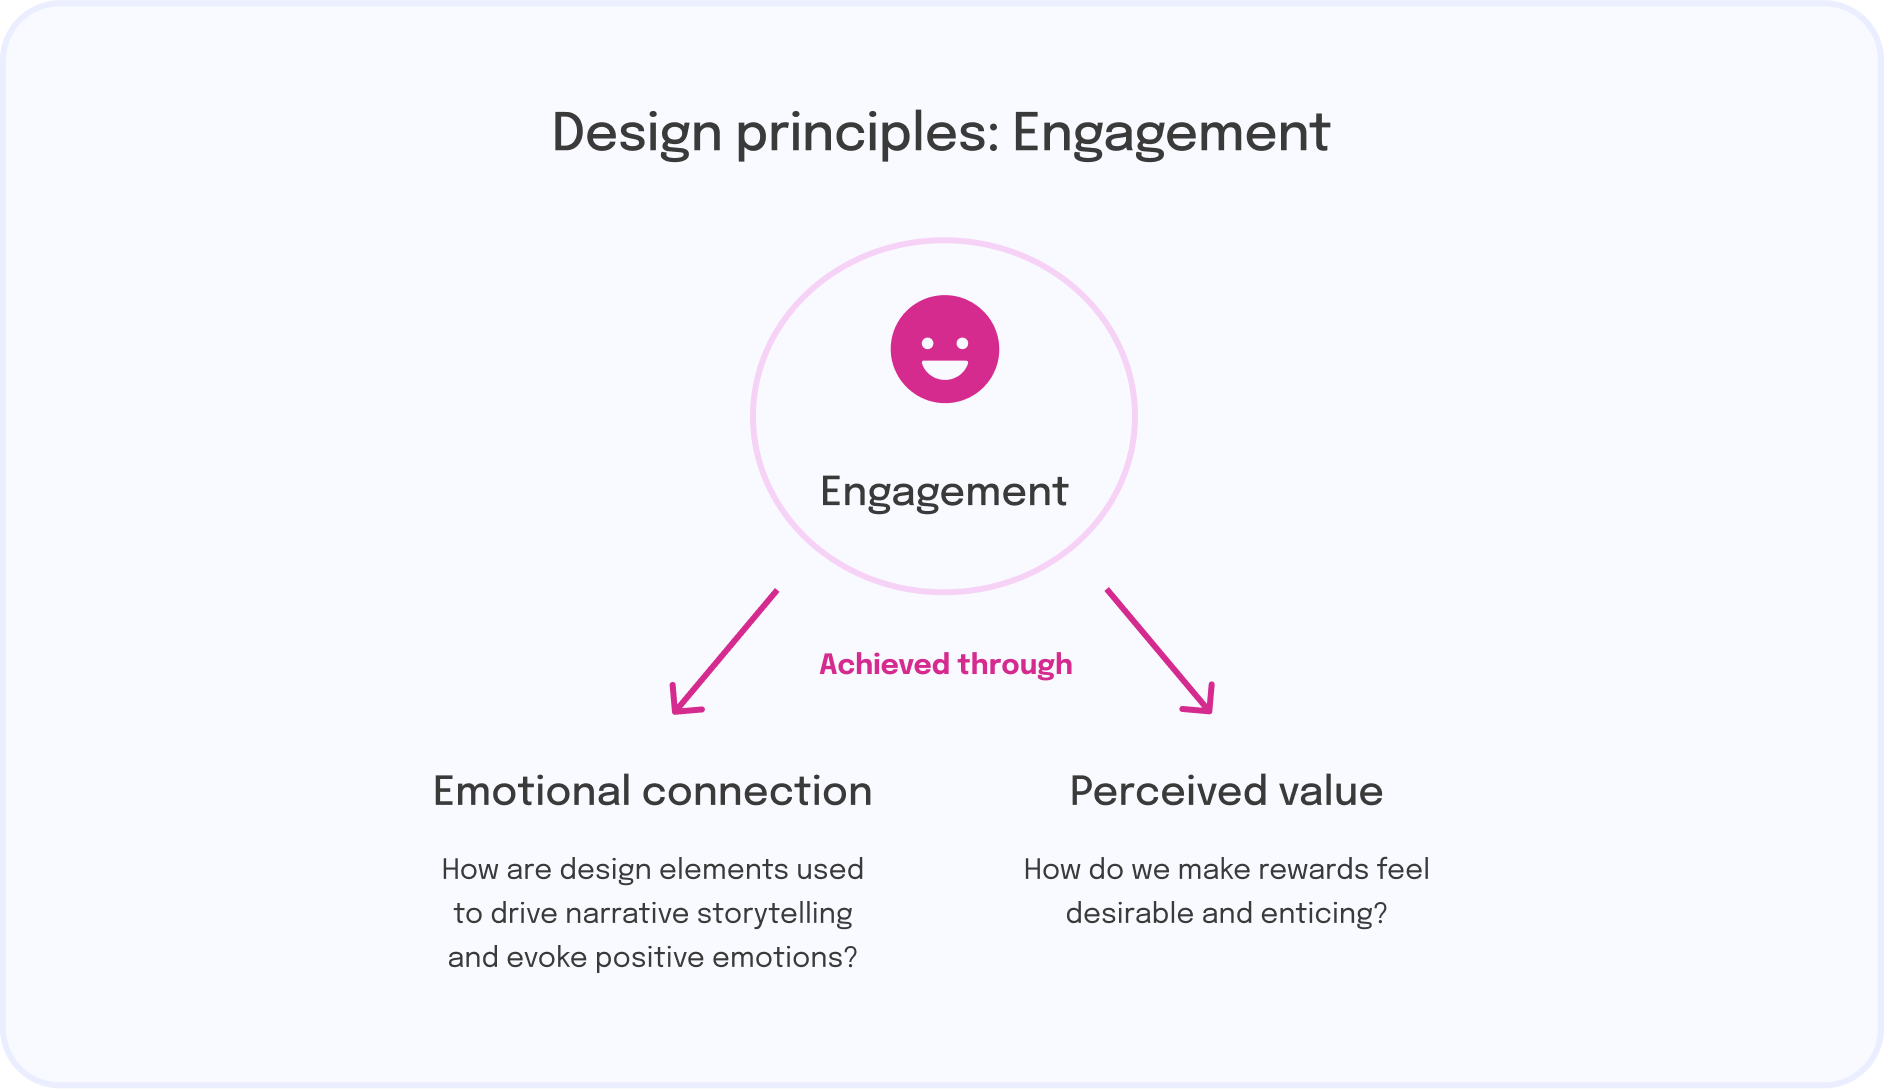 Design principles: Engagement
Engagement
Achieved through
Emotional connection
How are design elements used
to drive narrative storytelling
and evoke positive emotions?
Perceived value
How do we make rewards feel
desirable and enticing?